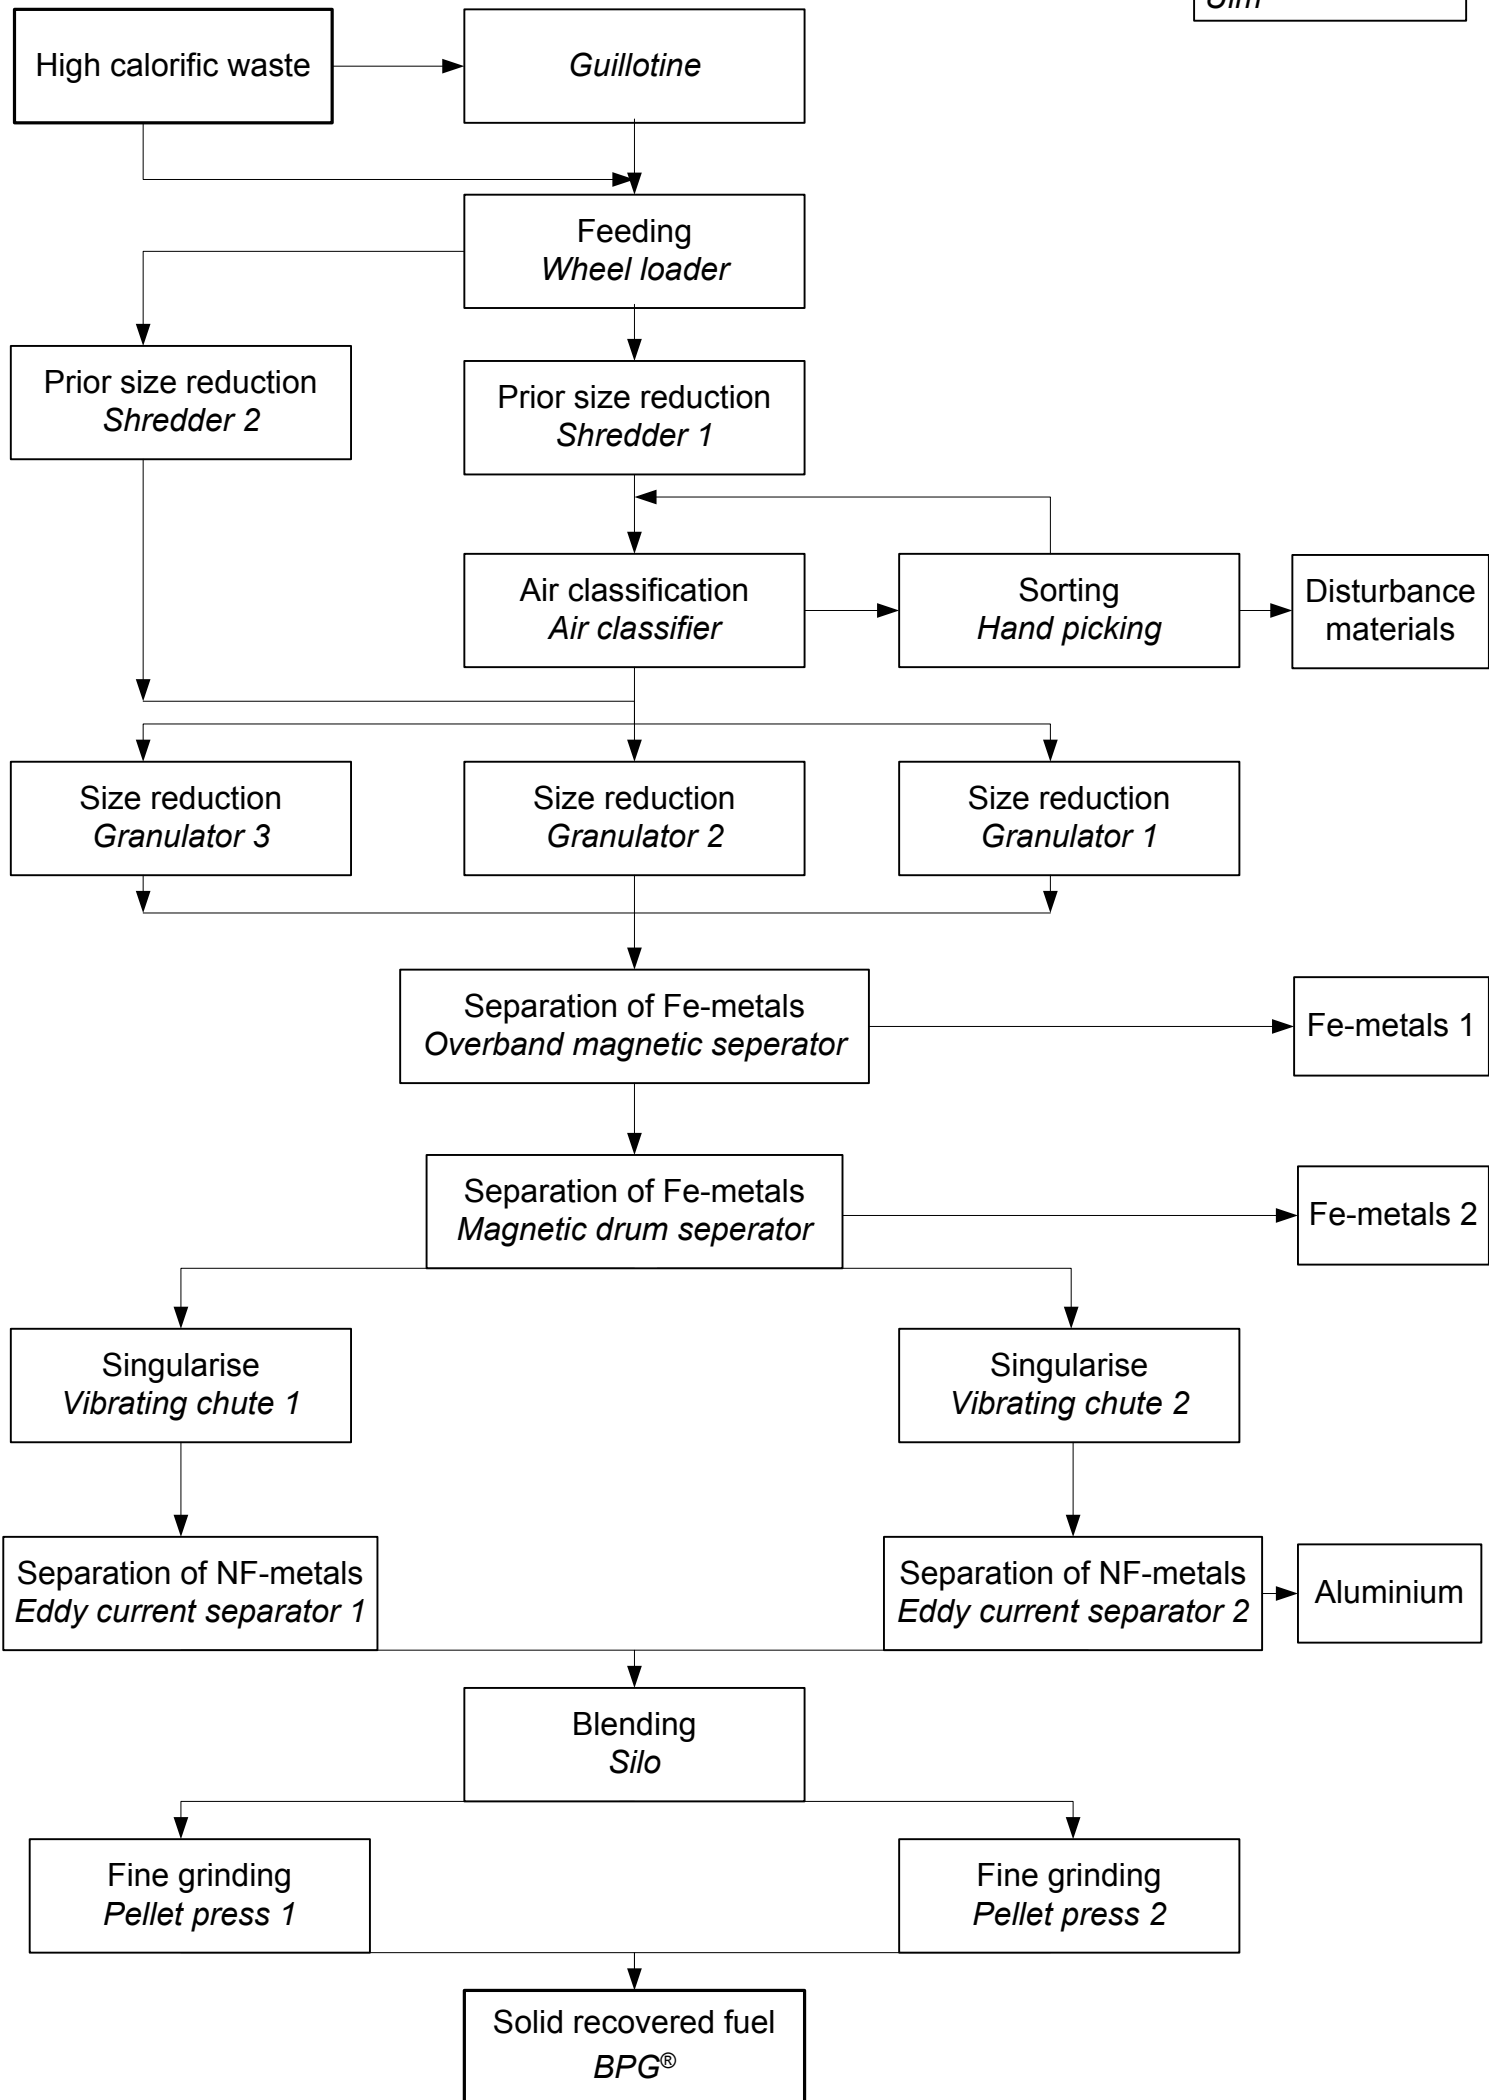 Ulm
High calorific waste
Guillotine
Feeding
Wheel loader
Prior size reduction
Shredder 2
Prior size reduction
Shredder 1
Air classification
Air classifier
Sorting
Hand picking
Disturbance
materials
Size reduction
Granulator 3
Size reduction
Granulator 2
Size reduction
Granulator 1
Separation of Fe-metals
Overband magnetic seperator
Fe-metals 1
Separation of Fe-metals
Magnetic drum seperator
Fe-metals 2
Singularise
Vibrating chute 1
Singularise
Vibrating chute 2
Separation of NF-metals
Eddy current separator 1
Separation of NF-metals
Eddy current separator 2
Aluminium
Blending
Silo
Fine grinding
Pellet press 1
Fine grinding
Pellet press 2
Solid recovered fuel
BPG®